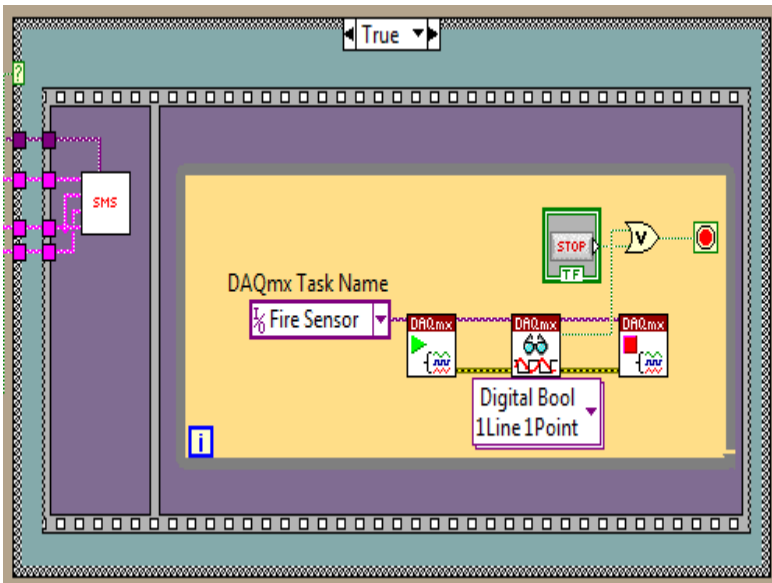 True
?
SMS
STOP
V
TF
DAQmx Task Name
I/O Fire Sensor
DAQmx
DAQmx
DAQmx
Digital Bool
1Line 1Point
i